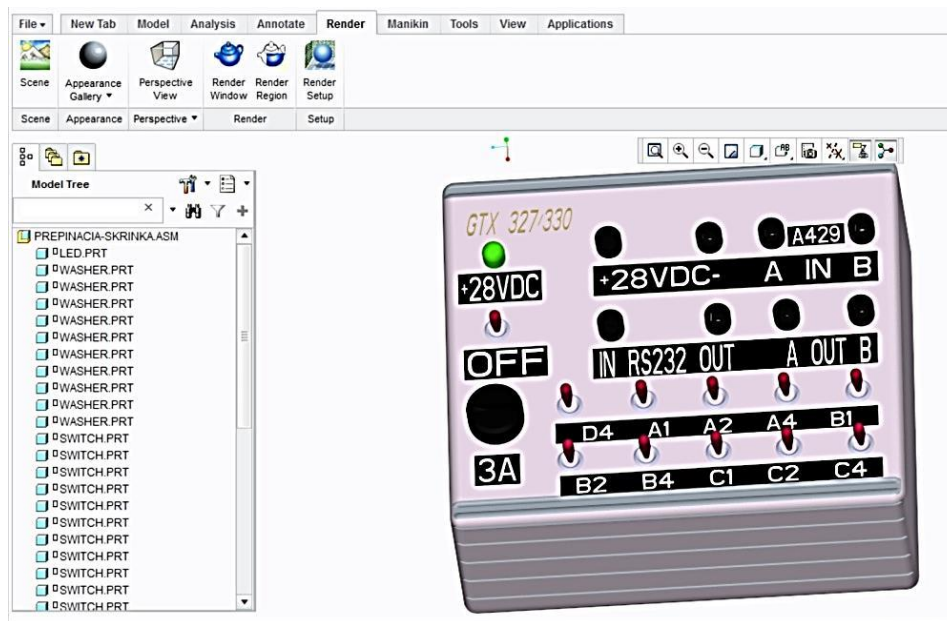 File New Tab Model Analysis Annotate Render Manikin Tools View Applications
Scene Appearance Gallery Perspective View Render Window Render Region Render Setup
Scene Appearance Perspective Render Setup
Model Tree
PREPINACIA-SKRINKA.ASM
LED.PRT
WASHER.PRT
WASHER.PRT
WASHER.PRT
WASHER.PRT
WASHER.PRT
WASHER.PRT
WASHER.PRT
WASHER.PRT
WASHER.PRT
WASHER.PRT
SWITCH.PRT
SWITCH.PRT
SWITCH.PRT
SWITCH.PRT
SWITCH.PRT
SWITCH.PRT
SWITCH.PRT
SWITCH.PRT
SWITCH.PRT
SWITCH.PRT
SWITCH.PRT
GTX 327/330
A429
+28VDC
+28VDC- A IN B
OFF
IN RS232 OUT A OUT B
D4 A1 A2 A4 B1
3A
B2 B4 C1 C2 C4